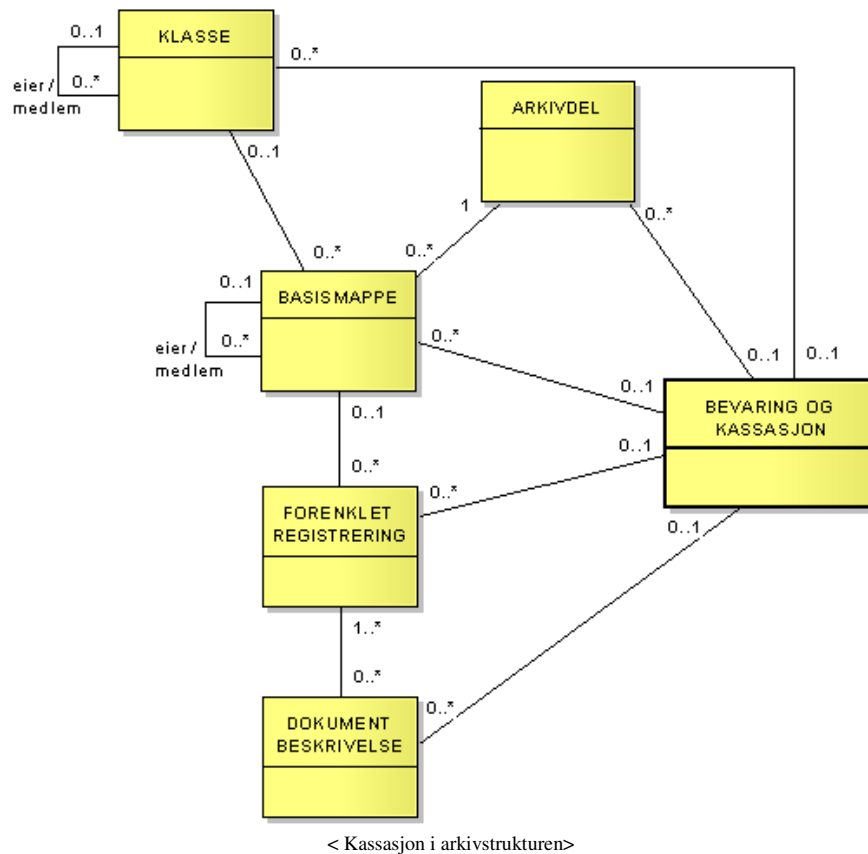 0..1
KLASSE
0..*
0..*
eier /
medlem
ARKIVDEL
0..1
1
0..*
0..*
0..*
0..1
BASISMAPPE
0..*
0..*
eier /
medlem
0..1
0..1
0..1
BEVARING OG
KASSASJON
0..1
0..1
0..*
0..*
FORENKLET
REGISTRERING
0..1
1..*
0..*
0..*
DOKUMENT
BESKRIVELSE
< Kassasjon i arkivstrukturen>